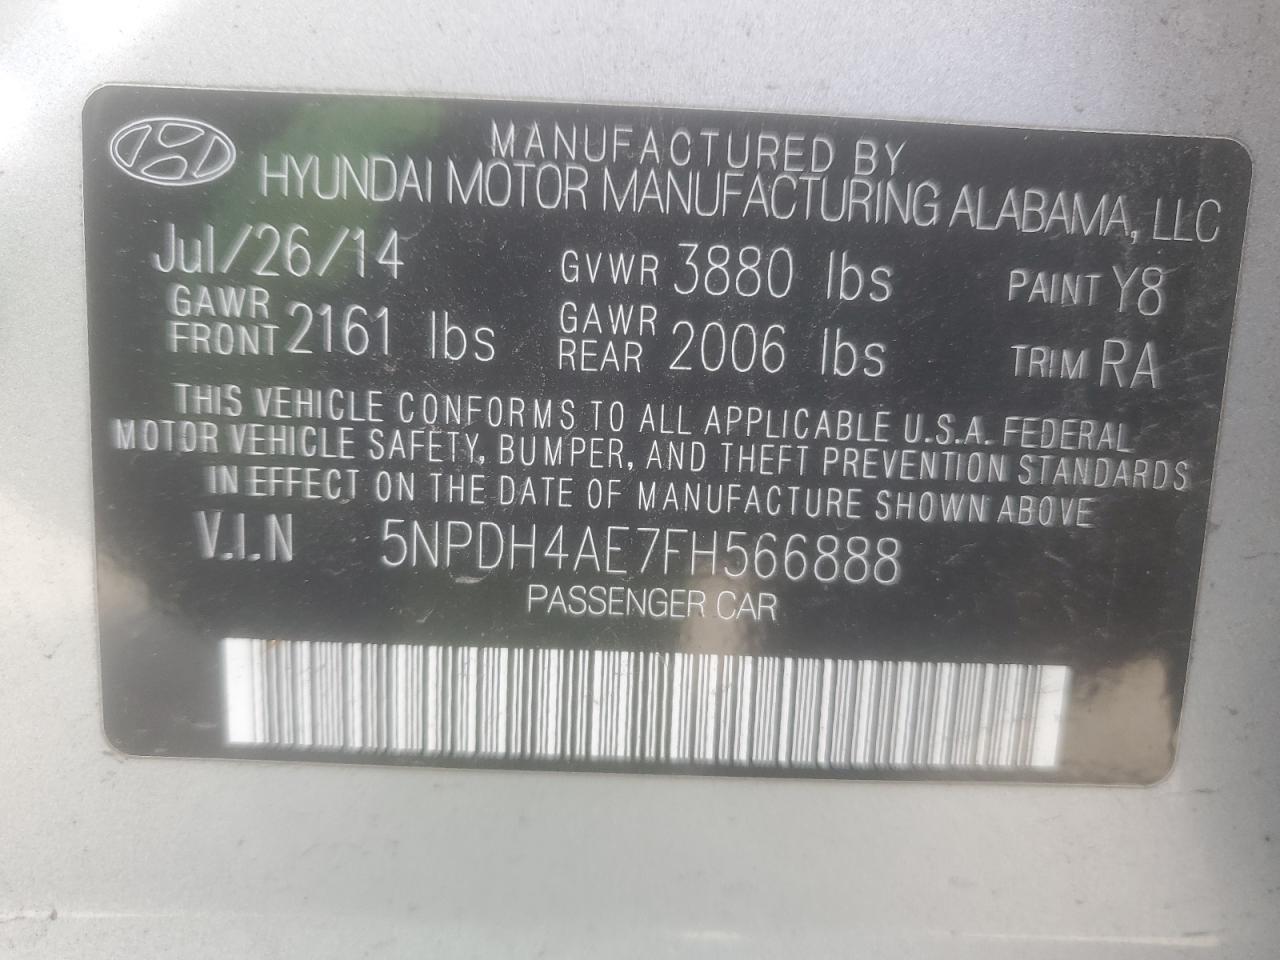 MANUFACTURED BY
HYUNDAI MOTOR MANUFACTURING ALABAMA, LLC
Jul/26/14 GVWR 3880 lbs PAINT Y8
GAWR FRONT 2161 lbs GAWR REAR 2006 lbs TRIM RA
THIS VEHICLE CONFORMS TO ALL APPLICABLE U.S.A. FEDERAL
MOTOR VEHICLE SAFETY, BUMPER, AND THEFT PREVENTION STANDARDS
IN EFFECT ON THE DATE OF MANUFACTURE SHOWN ABOVE
V.I.N 5NPDH4AE7FH566888
PASSENGER CAR